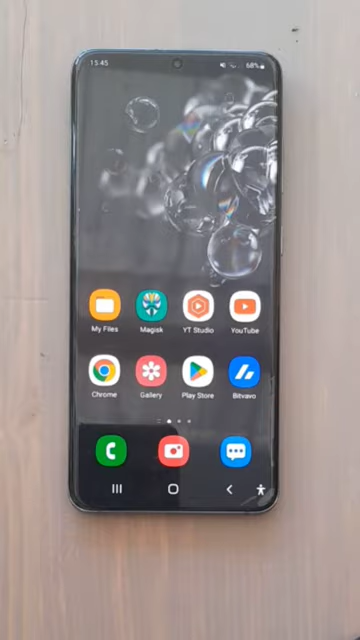 15:45
68%
My Files
Magisk
YT Studio
YouTube
Chrome
Gallery
Play Store
Bitvavo